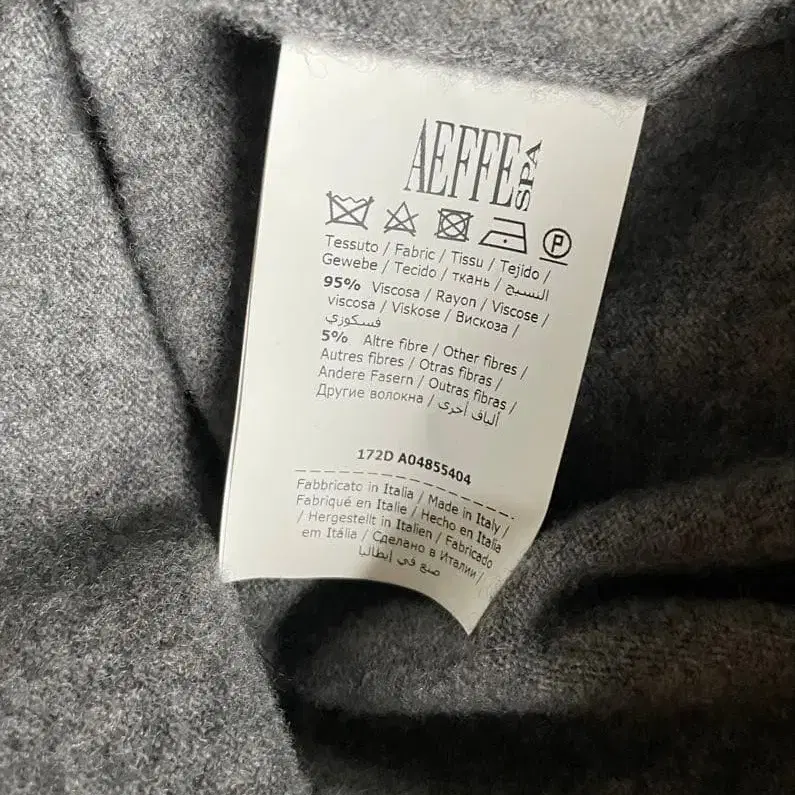 AEFFE SPA
P
Tessuto / Fabric / Tissu / Tejido /
Gewebe / Tecido / ткань / النسيج
95% Viscosa / Rayon / Viscose /
viscosa / Viskose / Вискоза /
فسكوزي
5% Altre fibre / Other fibres /
Autres fibres / Otras fibras /
Andere Fasern / Outras fibras /
Другие волокна / ألياف أخرى
172D A04855404
Fabbricato in Italia / Made in Italy /
Fabriqué en Italie / Hecho en Italia
/ Hergestellt in Italien / Fabricado
em Itália / Сделано в Италии /
صنع في إيطاليا